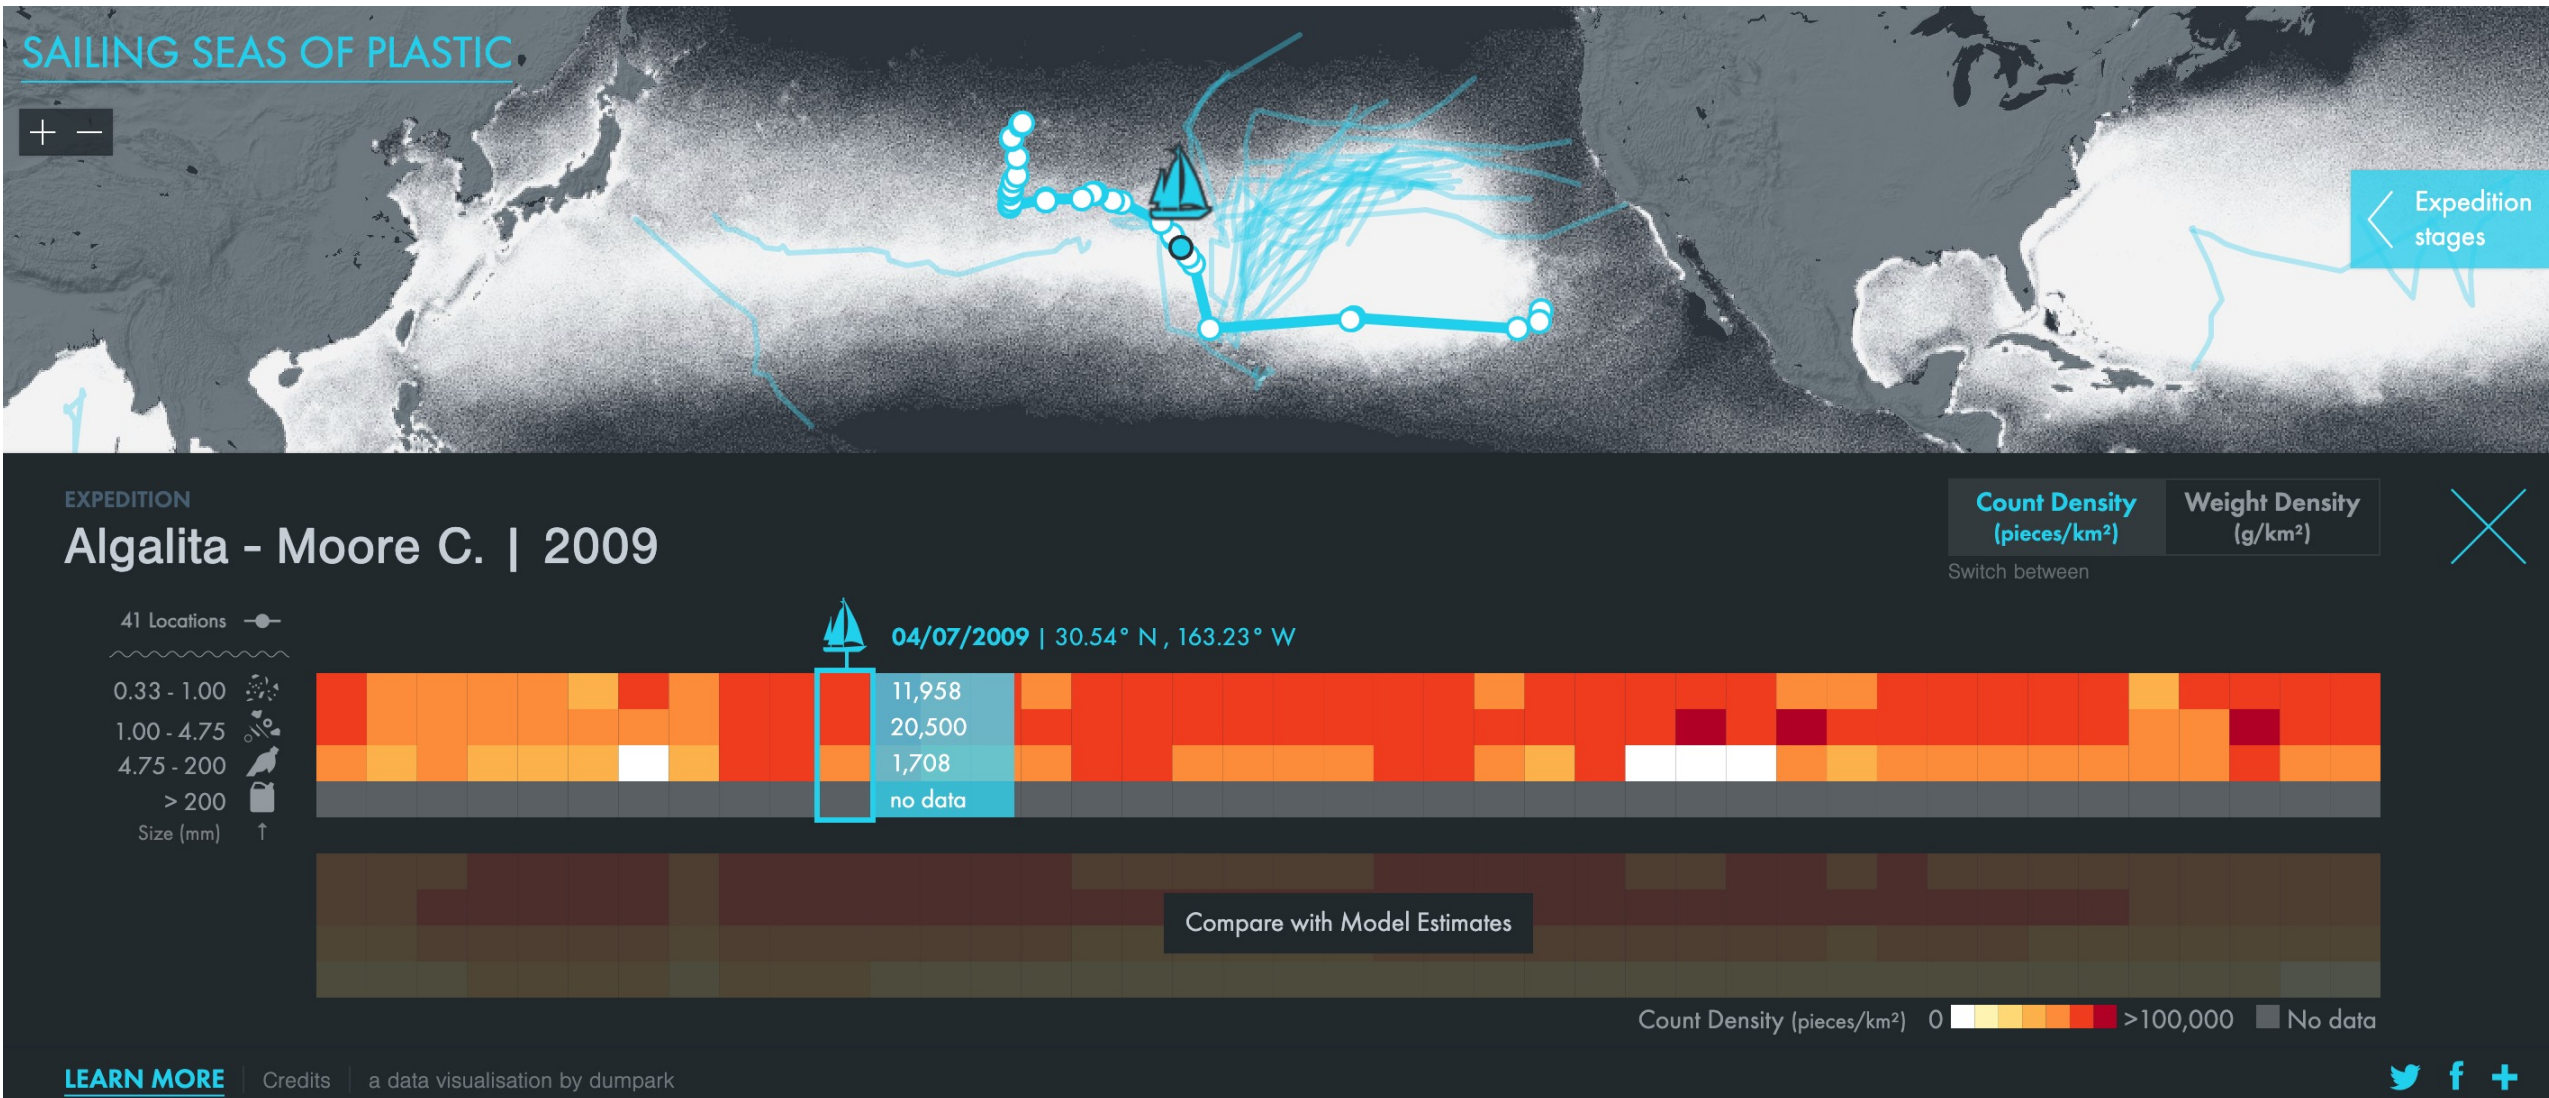 SAILING SEAS OF PLASTIC
+ −
Expedition
stages
EXPEDITION
Algalita - Moore C. | 2009
Count Density
(pieces/km²)
Weight Density
(g/km²)
Switch between
41 Locations
04/07/2009 | 30.54° N , 163.23° W
0.33 - 1.00
11,958
1.00 - 4.75
20,500
4.75 - 200
1,708
> 200
no data
Size (mm) ↑
Compare with Model Estimates
Count Density (pieces/km²) 0 >100,000 No data
LEARN MORE | Credits | a data visualisation by dumpark